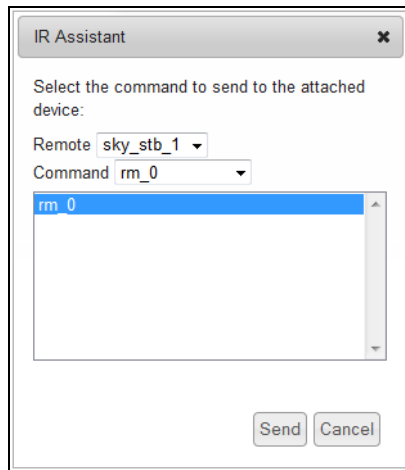 IR Assistant
Select the command to send to the attached
device:
Remote sky_stb_1
Command rm_0
rm_0
Send Cancel